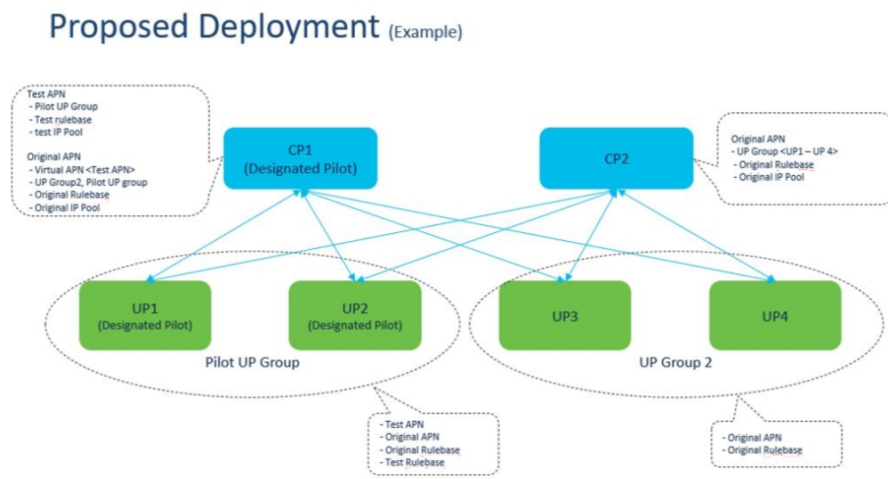 Proposed Deployment (Example)
Test APN
- Pilot UP Group
- Test rulebase
- test IP Pool
Original APN
- Virtual APN <Test APN>
- UP Group2, Pilot UP group
- Original Rulebase
- Original IP Pool
CP1
(Designated Pilot)
CP2
Original APN
- UP Group <UP1 – UP 4>
- Original Rulebase
- Original IP Pool
UP1
(Designated Pilot)
UP2
(Designated Pilot)
UP3
UP4
Pilot UP Group
UP Group 2
- Test APN
- Original APN
- Original Rulebase
- Test Rulebase
- Original APN
- Original Rulebase